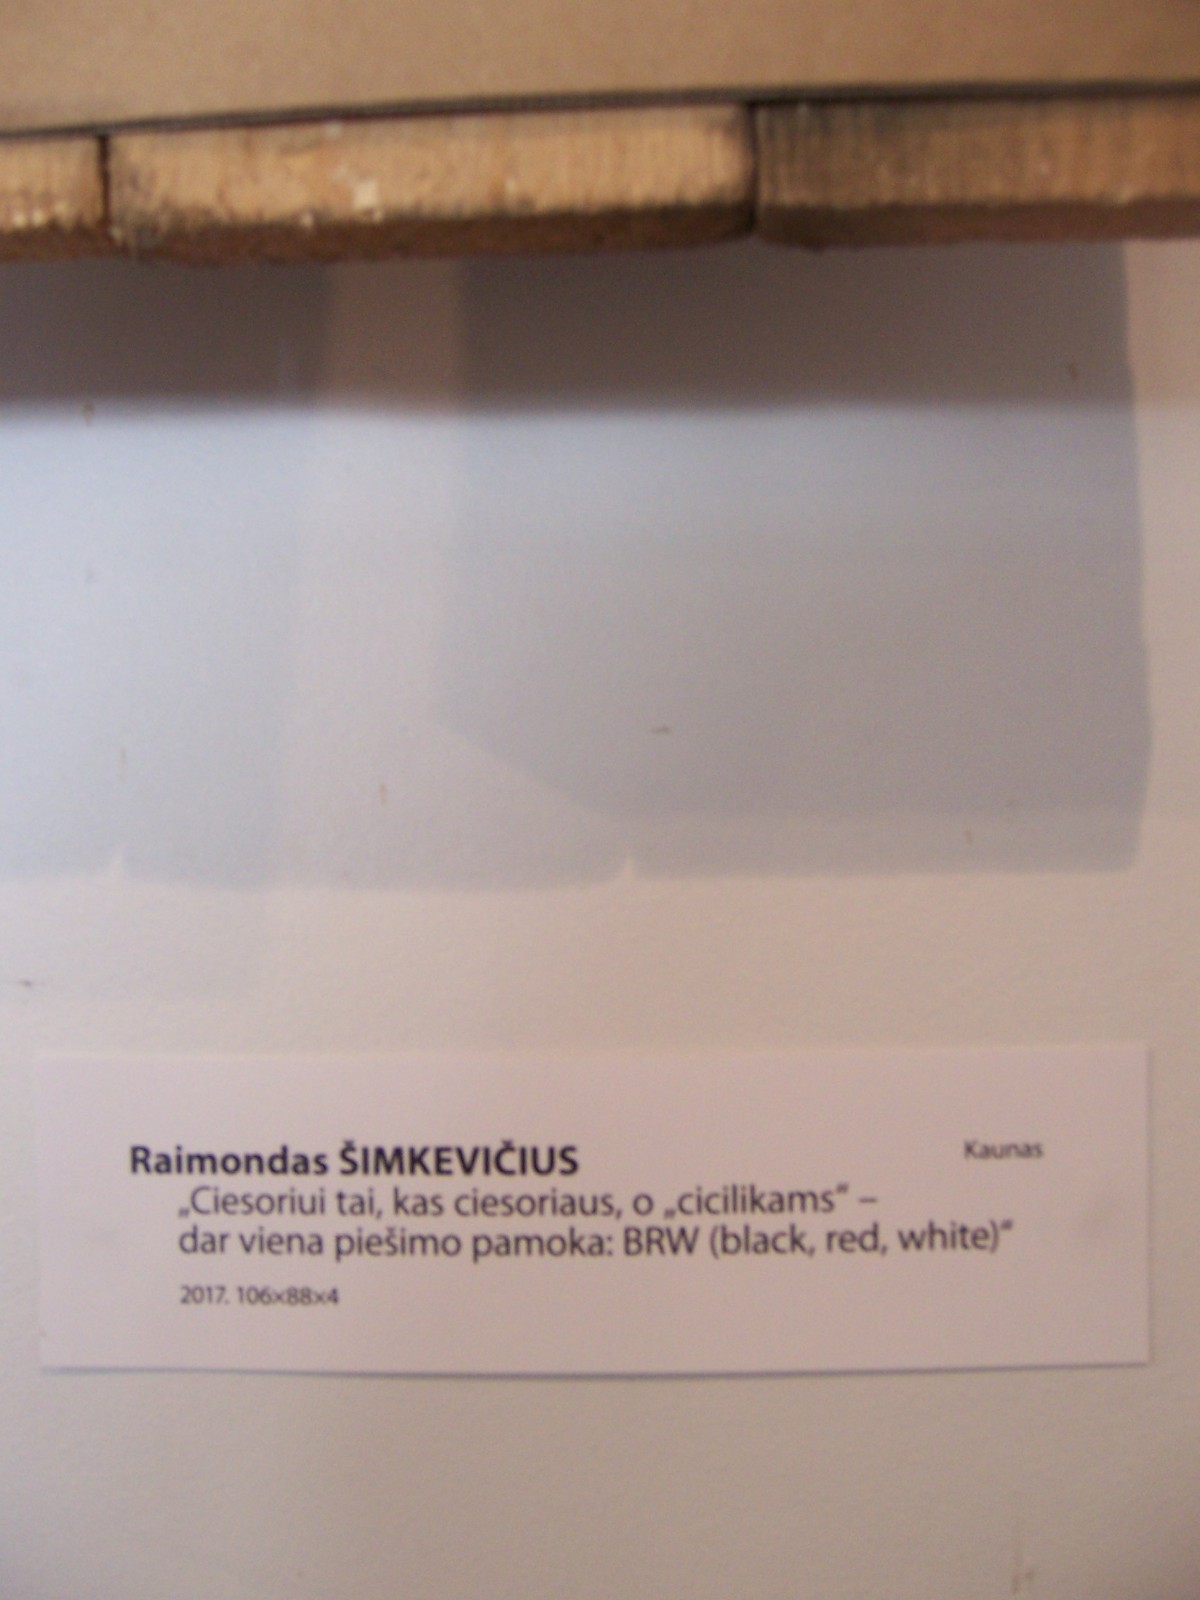 Raimondas ŠIMKEVIČIUS
Kaunas
„Ciesoriui tai, kas ciesoriaus, o „cicilikams“ –
dar viena piešimo pamoka: BRW (black, red, white)“
2017. 106×88×4